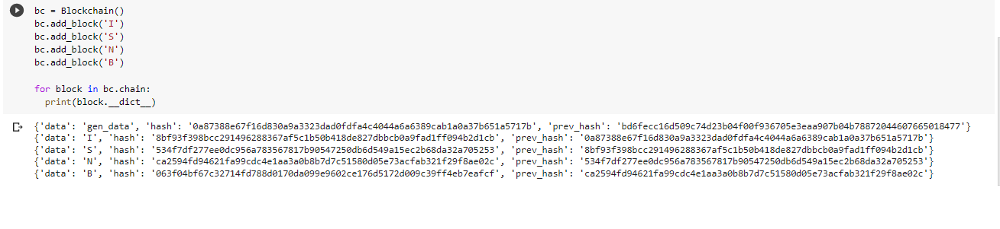 bc = Blockchain()
bc.add_block('I')
bc.add_block('S')
bc.add_block('N')
bc.add_block('B')
for block in bc.chain:
print(block.__dict__)
{'data': 'gen_data', 'hash': '0a87388e67f16d830a9a3323dad0fdfa4c4044a6a6389cab1a0a37b651a5717b', 'prev_hash': 'bd6fecc16d509c74d23b04f00f936705e3eaa907b04b78872044607665018477'}
{'data': 'I', 'hash': '8bf93f398bcc291496288367af5c1b50b418de827dbbcb0a9fad1ff094b2d1cb', 'prev_hash': '0a87388e67f16d830a9a3323dad0fdfa4c4044a6a6389cab1a0a37b651a5717b'}
{'data': 'S', 'hash': '534f7df277ee0dc956a783567817b90547250db6d549a15ec2b68da32a705253', 'prev_hash': '8bf93f398bcc291496288367af5c1b50b418de827dbbcb0a9fad1ff094b2d1cb'}
{'data': 'N', 'hash': 'ca2594fd94621fa99cdc4e1aa3a0b8b7d7c51580d05e73acfab321f29f8ae02c', 'prev_hash': '534f7df277ee0dc956a783567817b90547250db6d549a15ec2b68da32a705253'}
{'data': 'B', 'hash': '063f04bf67c32714fd788d0170da099e9602ce176d5172d009c39ff4eb7eafcf', 'prev_hash': 'ca2594fd94621fa99cdc4e1aa3a0b8b7d7c51580d05e73acfab321f29f8ae02c'}